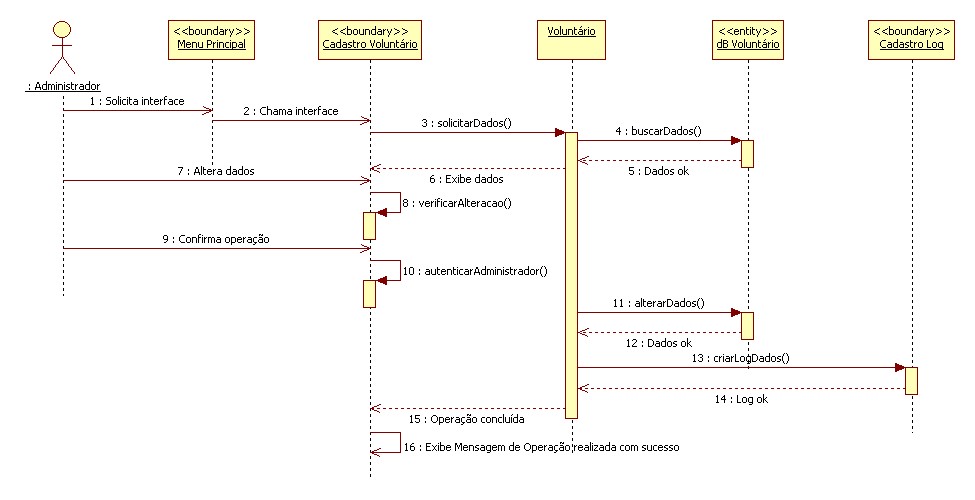 <<boundary>>
Menu Principal
<<boundary>>
Cadastro Voluntário
Voluntário
<<entity>>
dB Voluntário
<<boundary>>
Cadastro Log
: Administrador
1 : Solicita interface
2 : Chama interface
3 : solicitarDados()
4 : buscarDados()
5 : Dados ok
6 : Exibe dados
7 : Altera dados
8 : verificarAlteracao()
9 : Confirma operação
10 : autenticarAdministrador()
11 : alterarDados()
12 : Dados ok
13 : criarLogDados()
14 : Log ok
15 : Operação concluída
16 : Exibe Mensagem de Operação realizada com sucesso